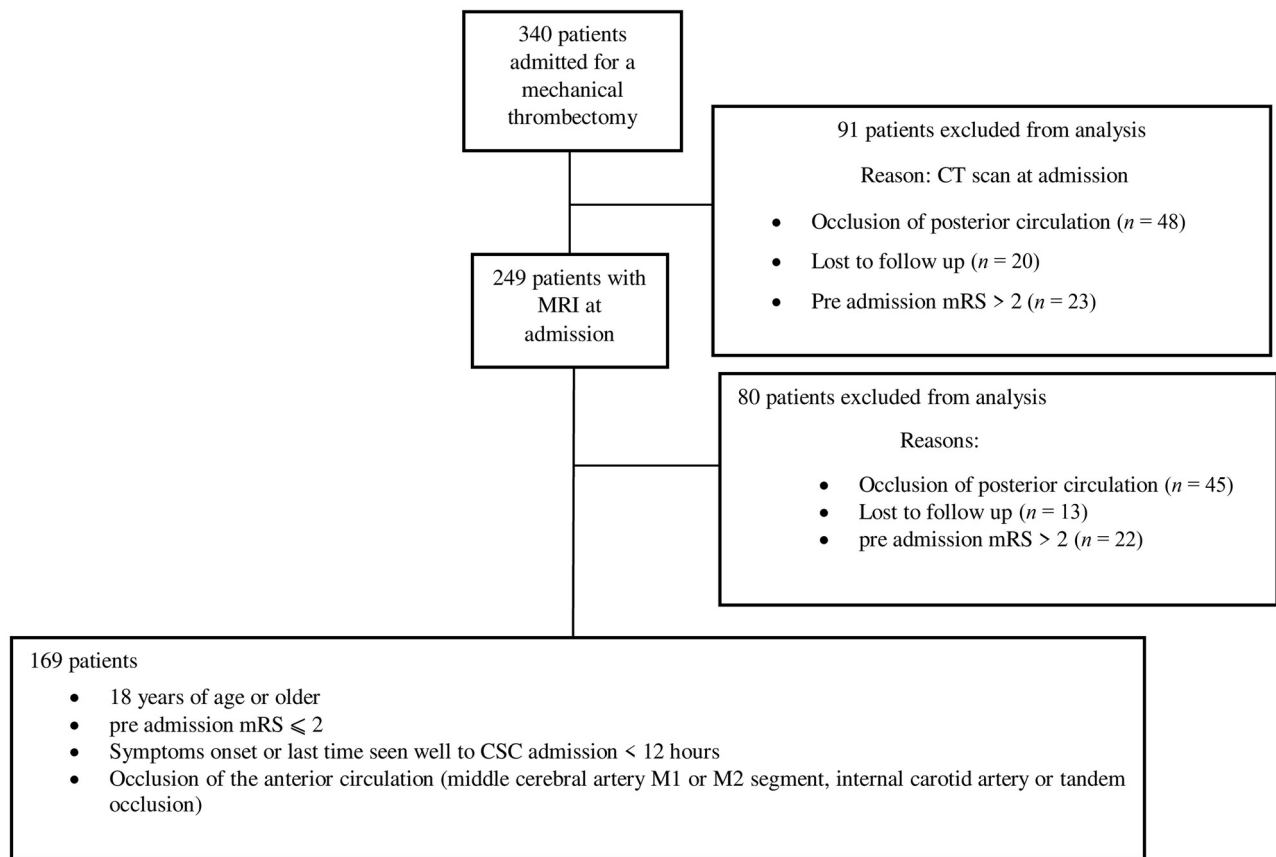 340 patients
admitted for a
mechanical
thrombectomy
91 patients excluded from analysis
Reason: CT scan at admission
• Occlusion of posterior circulation (n = 48)
• Lost to follow up (n = 20)
• Pre admission mRS > 2 (n = 23)
249 patients with
MRI at
admission
80 patients excluded from analysis
Reasons:
• Occlusion of posterior circulation (n = 45)
• Lost to follow up (n = 13)
• pre admission mRS > 2 (n = 22)
169 patients
• 18 years of age or older
• pre admission mRS ⩽ 2
• Symptoms onset or last time seen well to CSC admission < 12 hours
• Occlusion of the anterior circulation (middle cerebral artery M1 or M2 segment, internal carotid artery or tandem
occlusion)